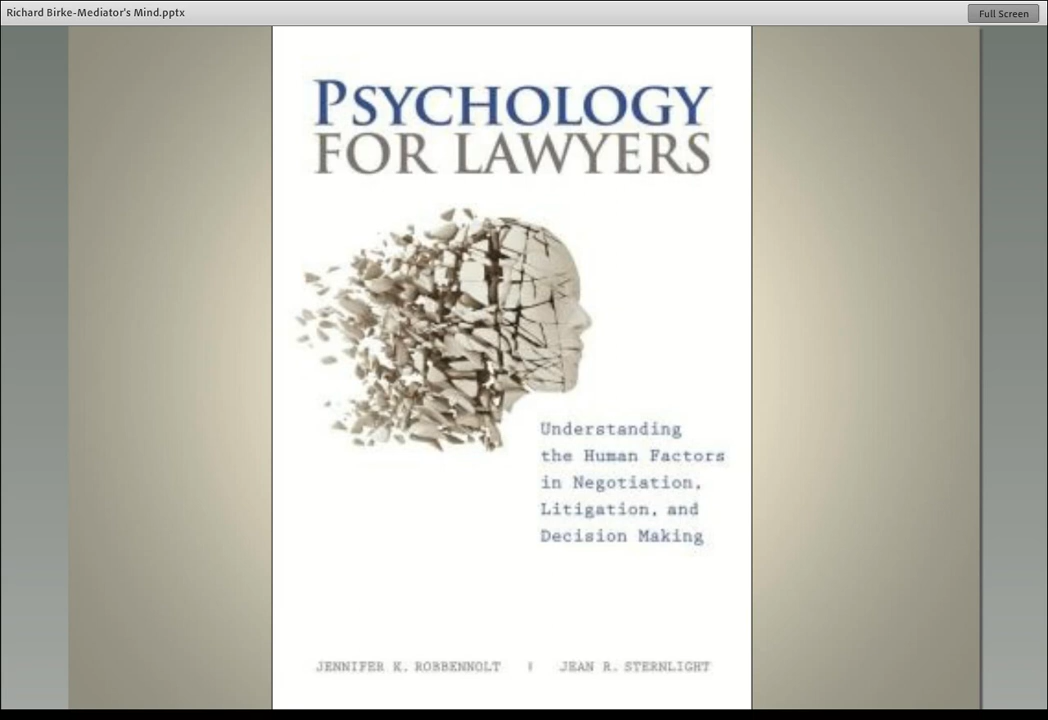 Richard Birke-Mediator's Mind.pptx
Full Screen
PSYCHOLOGY
FOR LAWYERS
Understanding
the Human Factors
in Negotiation,
Litigation, and
Decision Making
JENNIFER K. ROBBENNOLT | JEAN R. STERNLIGHT